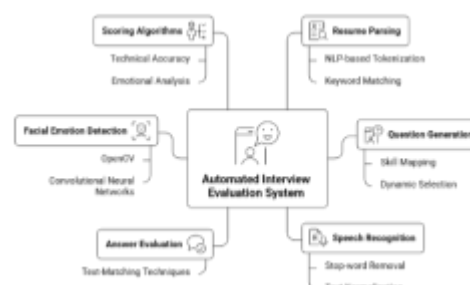 Scoring Algorithms
Technical Accuracy
Emotional Analysis
Resume Parsing
NLP-based Tokenization
Keyword Matching
Facial Emotion Detection
OpenCV
Convolutional Neural
Networks
Automated Interview
Evaluation System
Question Generation
Skill Mapping
Dynamic Selection
Answer Evaluation
Text-Matching Techniques
Speech Recognition
Stop-word Removal